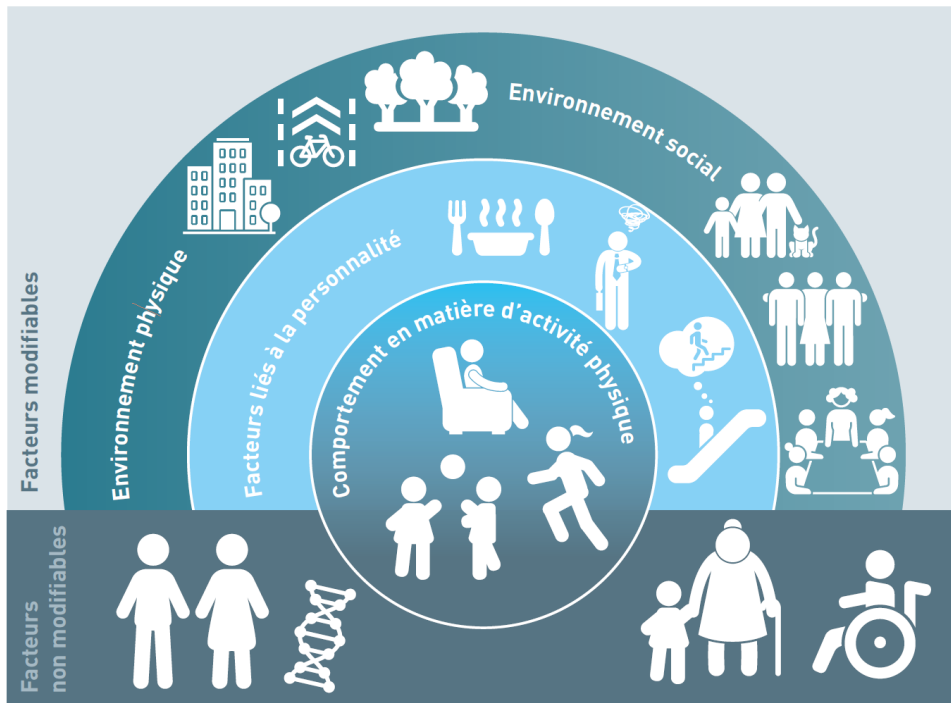 Facteurs modifiables
Environnement physique
Environnement social
Facteurs liés à la personnalité
Comportement en matière d'activité physique
Facteurs
non modifiables